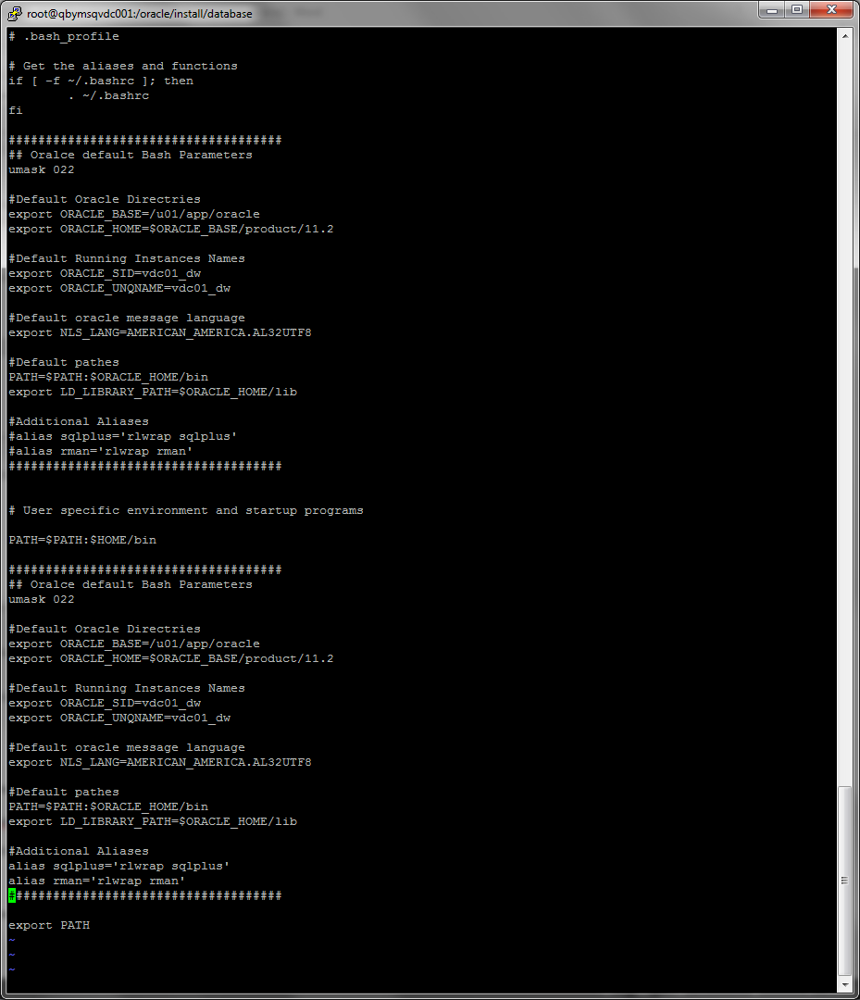 root@qbymsqvdc001:/oracle/install/database
# .bash_profile
# Get the aliases and functions
if [ -f ~/.bashrc ]; then
        . ~/.bashrc
fi
#####################################
## Oralce default Bash Parameters
umask 022
#Default Oracle Directries
export ORACLE_BASE=/u01/app/oracle
export ORACLE_HOME=$ORACLE_BASE/product/11.2
#Default Running Instances Names
export ORACLE_SID=vdc01_dw
export ORACLE_UNQNAME=vdc01_dw
#Default oracle message language
export NLS_LANG=AMERICAN_AMERICA.AL32UTF8
#Default pathes
PATH=$PATH:$ORACLE_HOME/bin
export LD_LIBRARY_PATH=$ORACLE_HOME/lib
#Additional Aliases
#alias sqlplus='rlwrap sqlplus'
#alias rman='rlwrap rman'
#####################################
# User specific environment and startup programs
PATH=$PATH:$HOME/bin
#####################################
## Oralce default Bash Parameters
umask 022
#Default Oracle Directries
export ORACLE_BASE=/u01/app/oracle
export ORACLE_HOME=$ORACLE_BASE/product/11.2
#Default Running Instances Names
export ORACLE_SID=vdc01_dw
export ORACLE_UNQNAME=vdc01_dw
#Default oracle message language
export NLS_LANG=AMERICAN_AMERICA.AL32UTF8
#Default pathes
PATH=$PATH:$ORACLE_HOME/bin
export LD_LIBRARY_PATH=$ORACLE_HOME/lib
#Additional Aliases
alias sqlplus='rlwrap sqlplus'
alias rman='rlwrap rman'
#####################################
export PATH
~
~
~